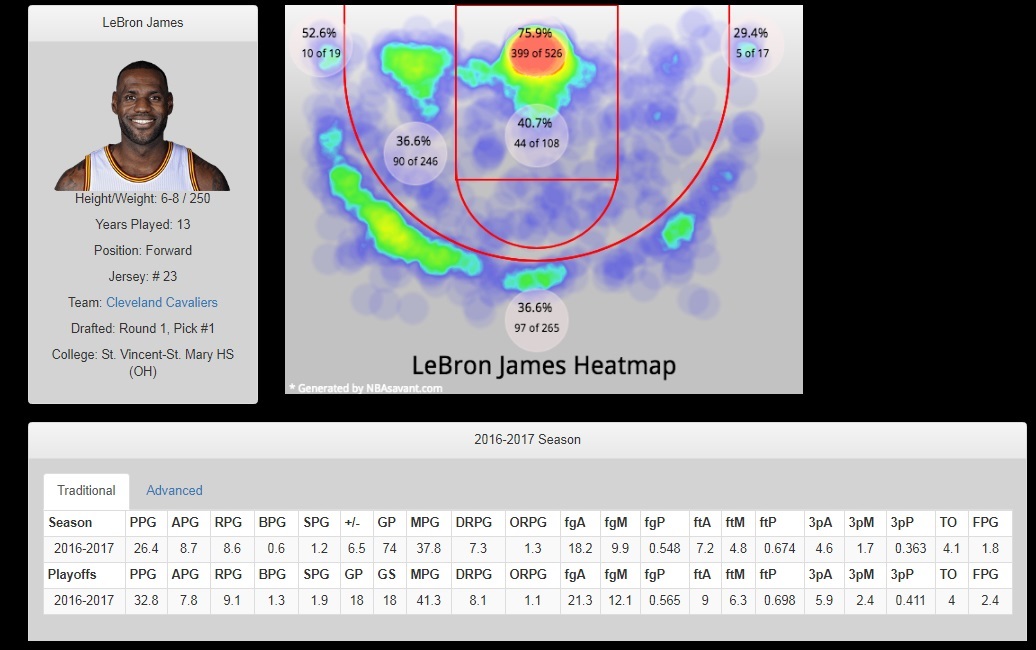 LeBron James
Height/Weight: 6-8 / 250
Years Played: 13
Position: Forward
Jersey: # 23
Team: Cleveland Cavaliers
Drafted: Round 1, Pick #1
College: St. Vincent-St. Mary HS
(OH)
52.6%
10 of 19
75.9%
399 of 526
29.4%
5 of 17
36.6%
90 of 246
40.7%
44 of 108
36.6%
97 of 265
LeBron James Heatmap
* Generated by NBAsavant.com
2016-2017 Season
Traditional Advanced
Season PPG APG RPG BPG SPG +/- GP MPG DRPG ORPG fgA fgM fgP ftA ftM ftP 3pA 3pM 3pP TO FPG
2016-2017 26.4 8.7 8.6 0.6 1.2 6.5 74 37.8 7.3 1.3 18.2 9.9 0.548 7.2 4.8 0.674 4.6 1.7 0.363 4.1 1.8
Playoffs PPG APG RPG BPG SPG GP GS MPG DRPG ORPG fgA fgM fgP ftA ftM ftP 3pA 3pM 3pP TO FPG
2016-2017 32.8 7.8 9.1 1.3 1.9 18 18 41.3 8.1 1.1 21.3 12.1 0.565 9 6.3 0.698 5.9 2.4 0.411 4 2.4